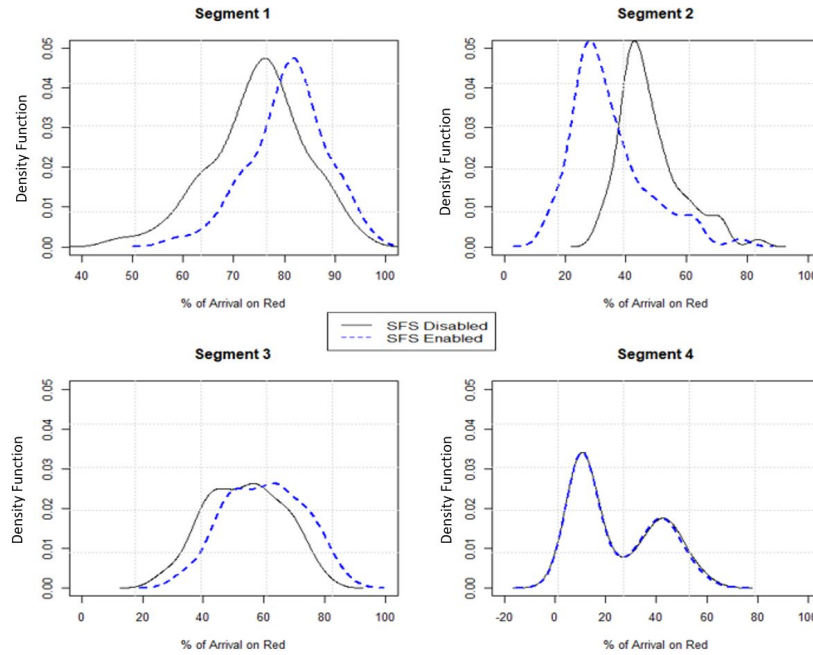 Segment 1
Segment 2
Density Function
0.00 0.01 0.02 0.03 0.04 0.05
40 50 60 70 80 90 100
% of Arrival on Red
Density Function
0.00 0.01 0.02 0.03 0.04 0.05
0 20 40 60 80 100
% of Arrival on Red
SFS Disabled
SFS Enabled
Segment 3
Segment 4
Density Function
0.00 0.01 0.02 0.03 0.04 0.05
0 20 40 60 80 100
% of Arrival on Red
Density Function
0.00 0.01 0.02 0.03 0.04 0.05
-20 0 20 40 60 80 100
% of Arrival on Red